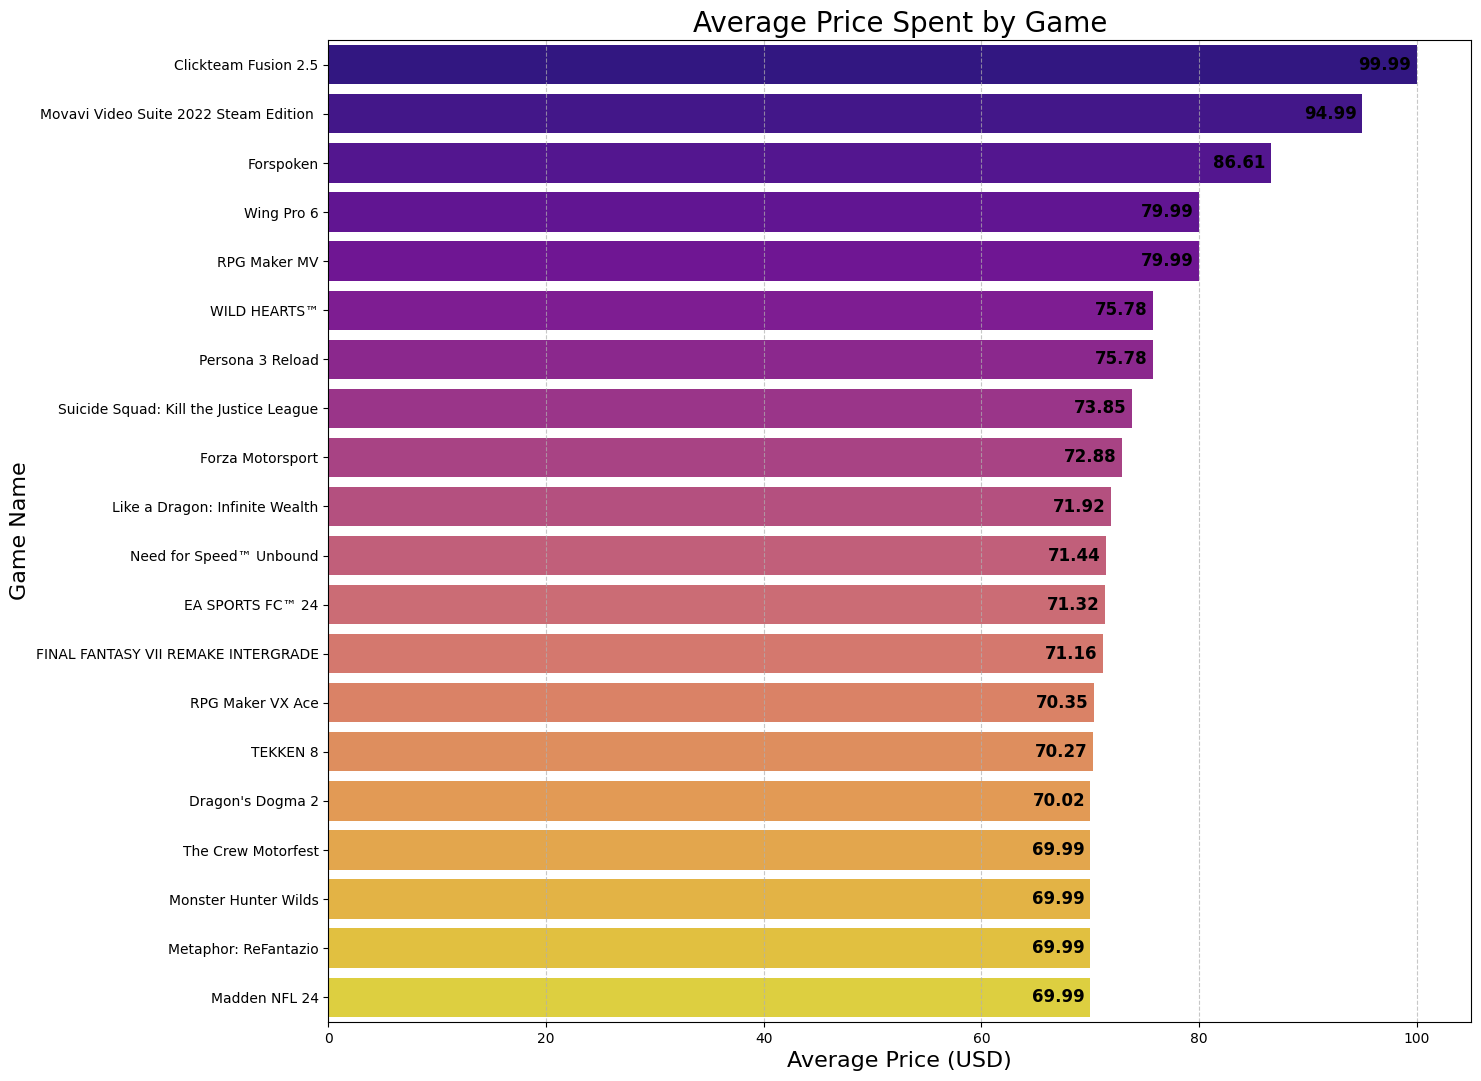 Average Price Spent by Game
Clickteam Fusion 2.5
99.99
Movavi Video Suite 2022 Steam Edition
94.99
Forspoken
86.61
Wing Pro 6
79.99
RPG Maker MV
79.99
WILD HEARTS™
75.78
Persona 3 Reload
75.78
Suicide Squad: Kill the Justice League
73.85
Forza Motorsport
72.88
Like a Dragon: Infinite Wealth
71.92
Need for Speed™ Unbound
71.44
EA SPORTS FC™ 24
71.32
FINAL FANTASY VII REMAKE INTERGRADE
71.16
RPG Maker VX Ace
70.35
TEKKEN 8
70.27
Dragon's Dogma 2
70.02
The Crew Motorfest
69.99
Monster Hunter Wilds
69.99
Metaphor: ReFantazio
69.99
Madden NFL 24
69.99
Game Name
0 20 40 60 80 100
Average Price (USD)